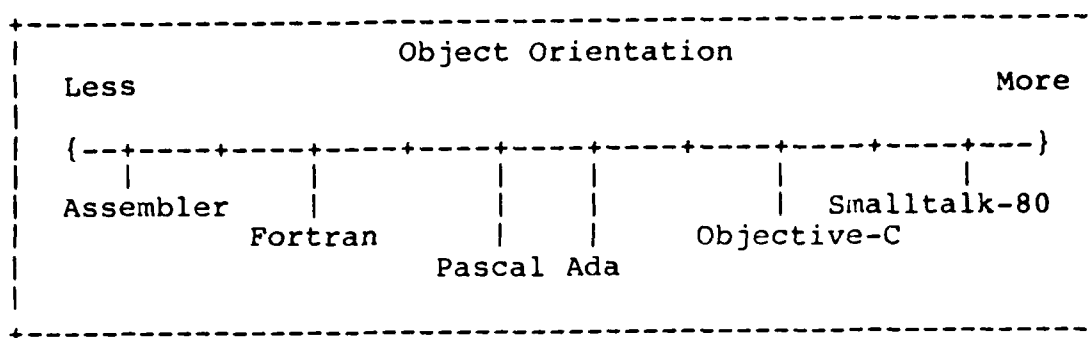 Object Orientation
Less More
{--+----+----+----+----+----+----+----+----+----+---}
Assembler Smalltalk-80
Fortran Objective-C
Pascal Ada